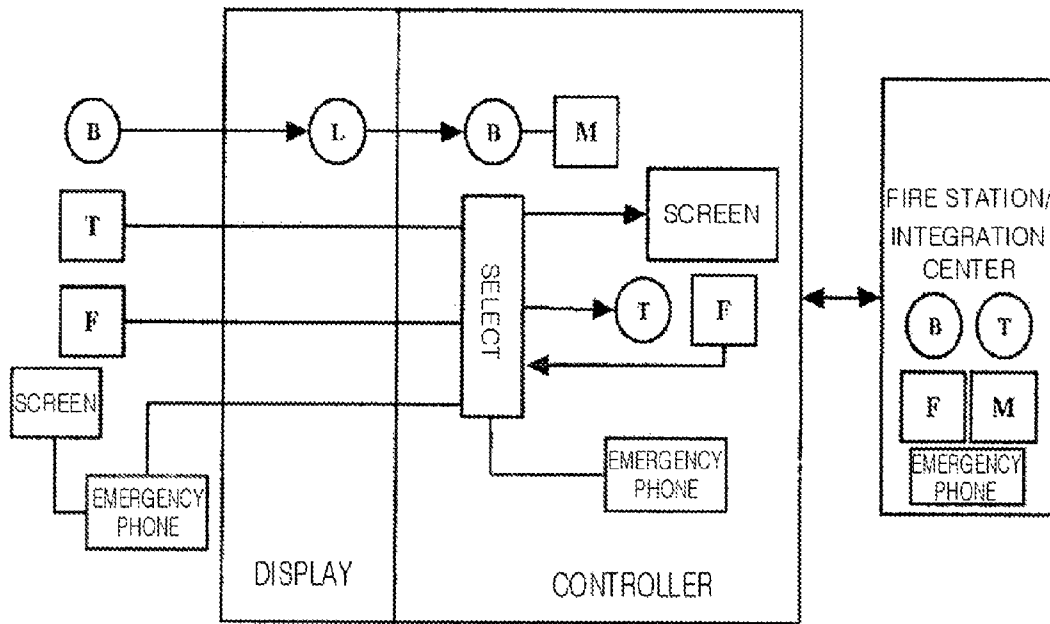 B
L
B
M
T
SELECT
SCREEN
F
T
F
SCREEN
EMERGENCY
PHONE
EMERGENCY
PHONE
DISPLAY
CONTROLLER
FIRE STATION/
INTEGRATION
CENTER
B
T
F
M
EMERGENCY
PHONE